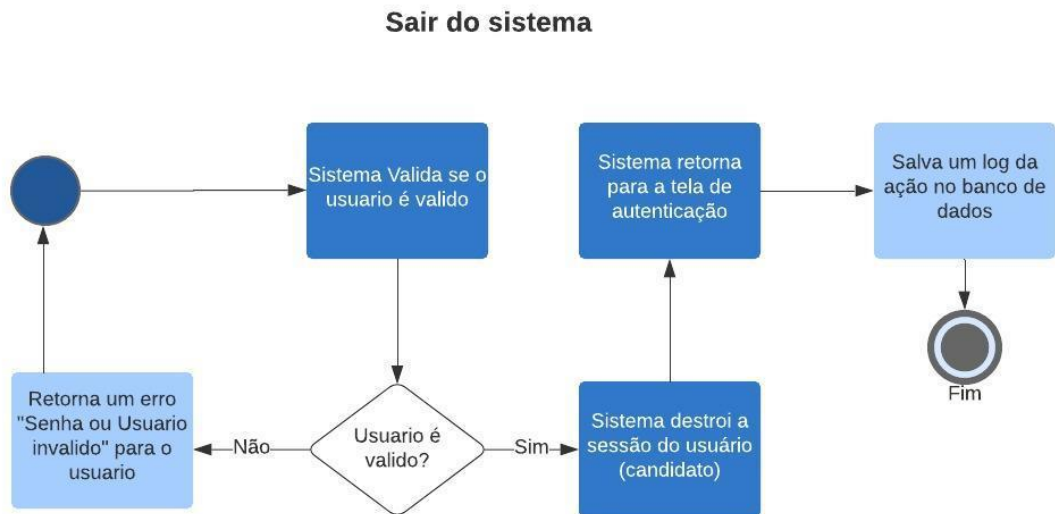 Sair do sistema
Sistema Valida se o
usuario é valido
Sistema retorna
para a tela de
autenticação
Salva um log da
ação no banco de
dados
Retorna um erro
"Senha ou Usuario
invalido" para o
usuario
Não
Usuario é
valido?
Sim
Sistema destroi a
sessão do usuário
(candidato)
Fim